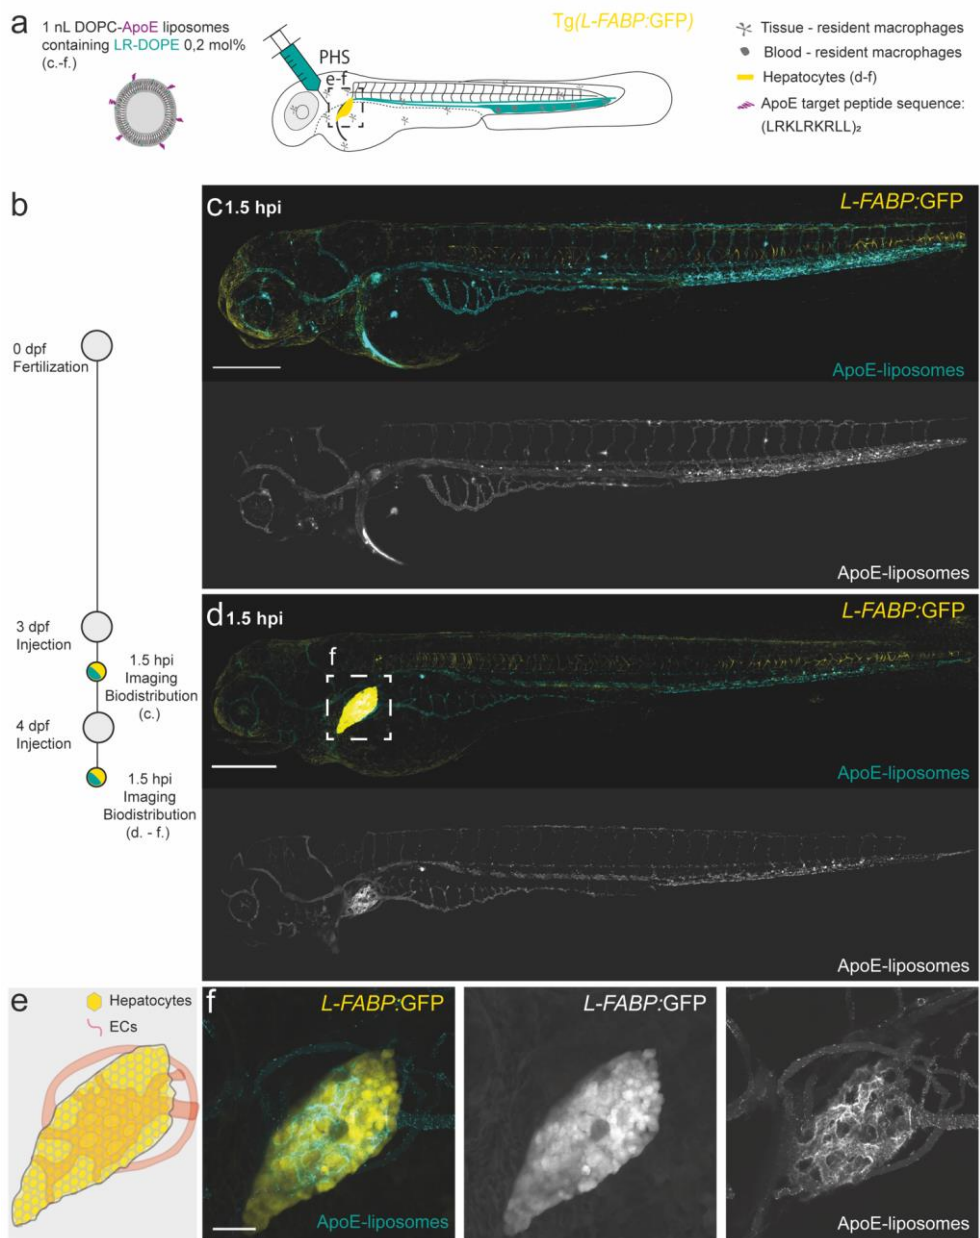 a
1 nL DOPC-ApoE liposomes
containing LR-DOPE 0,2 mol%
(c.-f.)
PHS
e-f
Tg(L-FABP:GFP)
Tissue - resident macrophages
Blood - resident macrophages
Hepatocytes (d-f)
ApoE target peptide sequence:
(LRKLRKRLL)₂
b
0 dpf
Fertilization
3 dpf
Injection
1.5 hpi
Imaging
Biodistribution
(c.)
4 dpf
Injection
1.5 hpi
Imaging
Biodistribution
(d. - f.)
c 1.5 hpi
L-FABP:GFP
ApoE-liposomes
ApoE-liposomes
d 1.5 hpi
L-FABP:GFP
f
ApoE-liposomes
ApoE-liposomes
e
Hepatocytes
ECs
f
L-FABP:GFP
ApoE-liposomes
L-FABP:GFP
ApoE-liposomes